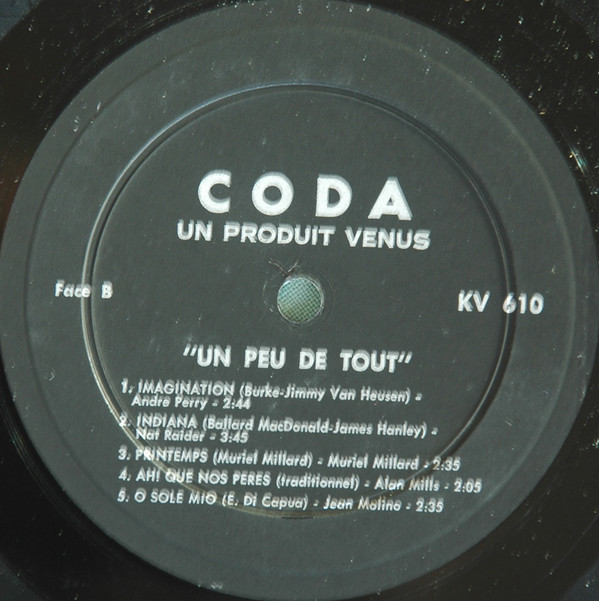 CODA
UN PRODUIT VENUS
Face B
KV 610
"UN PEU DE TOUT"
1. IMAGINATION (Burke-Jimmy Van Heusen) -
André Perry - 2:44
2. INDIANA (Ballard MacDonald-James Hanley) -
Nat Raider - 3:45
3. PRINTEMPS (Muriel Millard) - Muriel Millard - 2:35
4. AH! QUE NOS PERES (traditionnel) - Alan Mills - 2:05
5. O SOLE MIO (E. Di Capua) - Jean Molino - 2:35